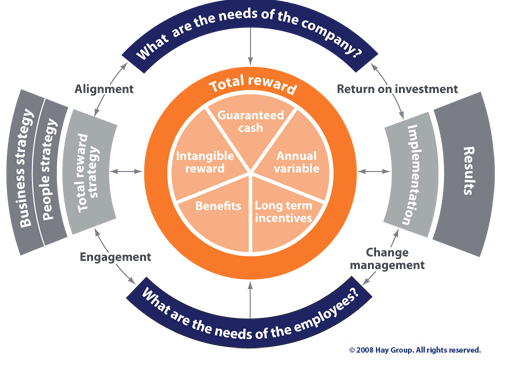 What are the needs of the company?
Alignment
Return on investment
Total reward
Guaranteed
cash
Intangible
reward
Annual
variable
Benefits
Long term
incentives
Business strategy
People strategy
Total reward
strategy
Implementation
Results
Engagement
Change
management
What are the needs of the employees?
© 2008 Hay Group. All rights reserved.